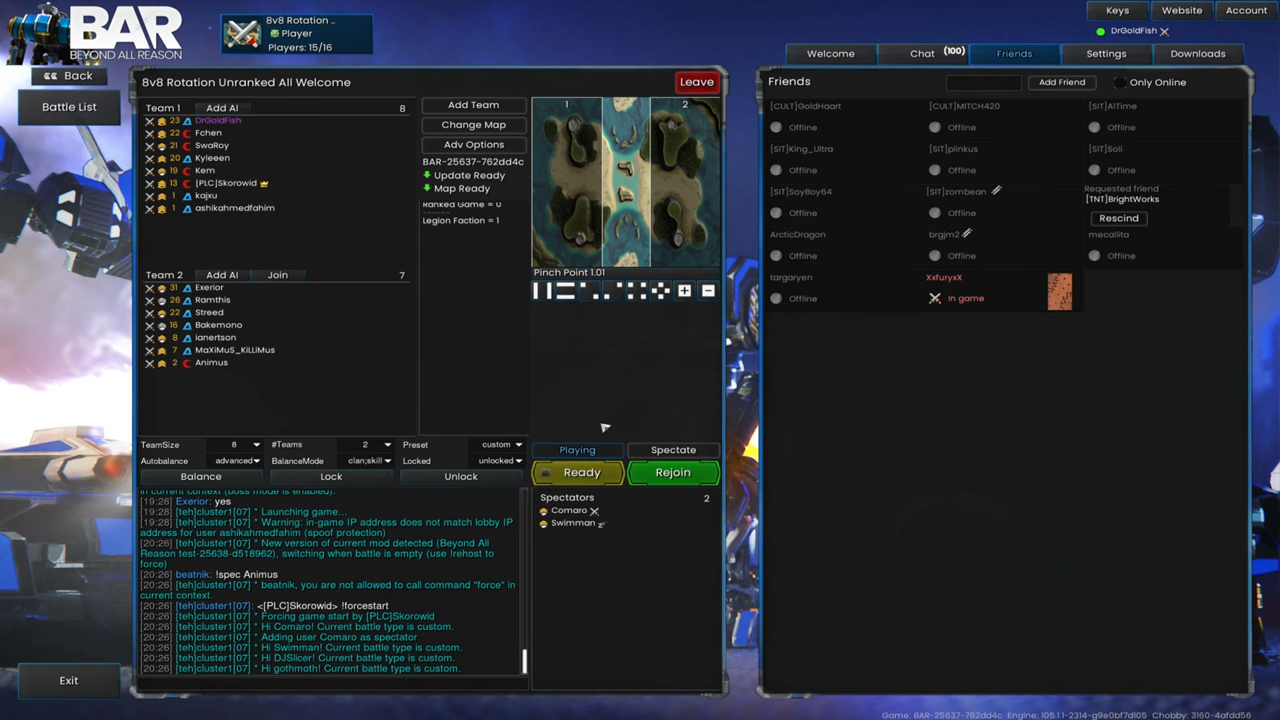 BAR
BEYOND ALL REASON
8v8 Rotation ..
Player
Players: 15/16
Keys
Website
Account
DrGoldFish
Back
Battle List
Exit
8v8 Rotation Unranked All Welcome
Leave
Team 1
Add AI
8
23 DrGoldFish
22 Fchen
21 SwaRoy
20 Kyleeen
19 Kem
13 [PLC]Skorowid
1 kajxu
1 ashikahmedfahim
Team 2
Add AI
Join
7
31 Exerior
26 Ramthis
22 Streed
16 Bakemono
8 ianertson
7 MaXiMuS_KiLLiMus
2 Animus
Add Team
Change Map
Adv Options
BAR-25637-762dd4c
Update Ready
Map Ready
Ranked Game = 0
--------
Legion Faction = 1
1
2
Pinch Point 1.01
TeamSize
8
#Teams
2
Preset
custom
Autobalance
advanced
BalanceMode
clan;skill
Locked
unlocked
Balance
Lock
Unlock
Playing
Spectate
Ready
Rejoin
Spectators
2
Comaro
Swimman
in current context (boss mode is enabled).
[19:28] Exerior: yes
[19:28] [teh]cluster1[07] * Launching game...
[19:28] [teh]cluster1[07] * Warning: in-game IP address does not match lobby IP
address for user ashikahmedfahim (spoof protection)
[20:26] [teh]cluster1[07] * New version of current mod detected (Beyond All
Reason test-25638-d518962), switching when battle is empty (use !rehost to
force)
[20:26] beatnik: !spec Animus
[20:26] [teh]cluster1[07] * beatnik, you are not allowed to call command "force" in
current context.
[20:26] [teh]cluster1[07]: <[PLC]Skorowid> !forcestart
[20:26] [teh]cluster1[07] * Forcing game start by [PLC]Skorowid
[20:26] [teh]cluster1[07] * Hi Comaro! Current battle type is custom.
[20:26] [teh]cluster1[07] * Adding user Comaro as spectator
[20:26] [teh]cluster1[07] * Hi Swimman! Current battle type is custom.
[20:26] [teh]cluster1[07] * Hi DJSlicer! Current battle type is custom.
[20:26] [teh]cluster1[07] * Hi gothmoth! Current battle type is custom.
Welcome
Chat (100)
Friends
Settings
Downloads
Friends
Add Friend
Only Online
[CULT]GoldHaart
Offline
[CULT]MITCH420
Offline
[SIT]AlTime
Offline
[SIT]King_Ultra
Offline
[SIT]plinkus
Offline
[SIT]Soli
Offline
[SIT]SoyBoy64
Offline
[SIT]zombean
Offline
Requested friend
[TNT]BrightWorks
Rescind
ArcticDragon
Offline
brgjm2
Offline
mecallita
Offline
targaryen
Offline
XxfuryxX
In game
Game: BAR-25637-762dd4c Engine: 105.1.1-2314-g9e0bf7d105 Chobby: 3160-4afdd56